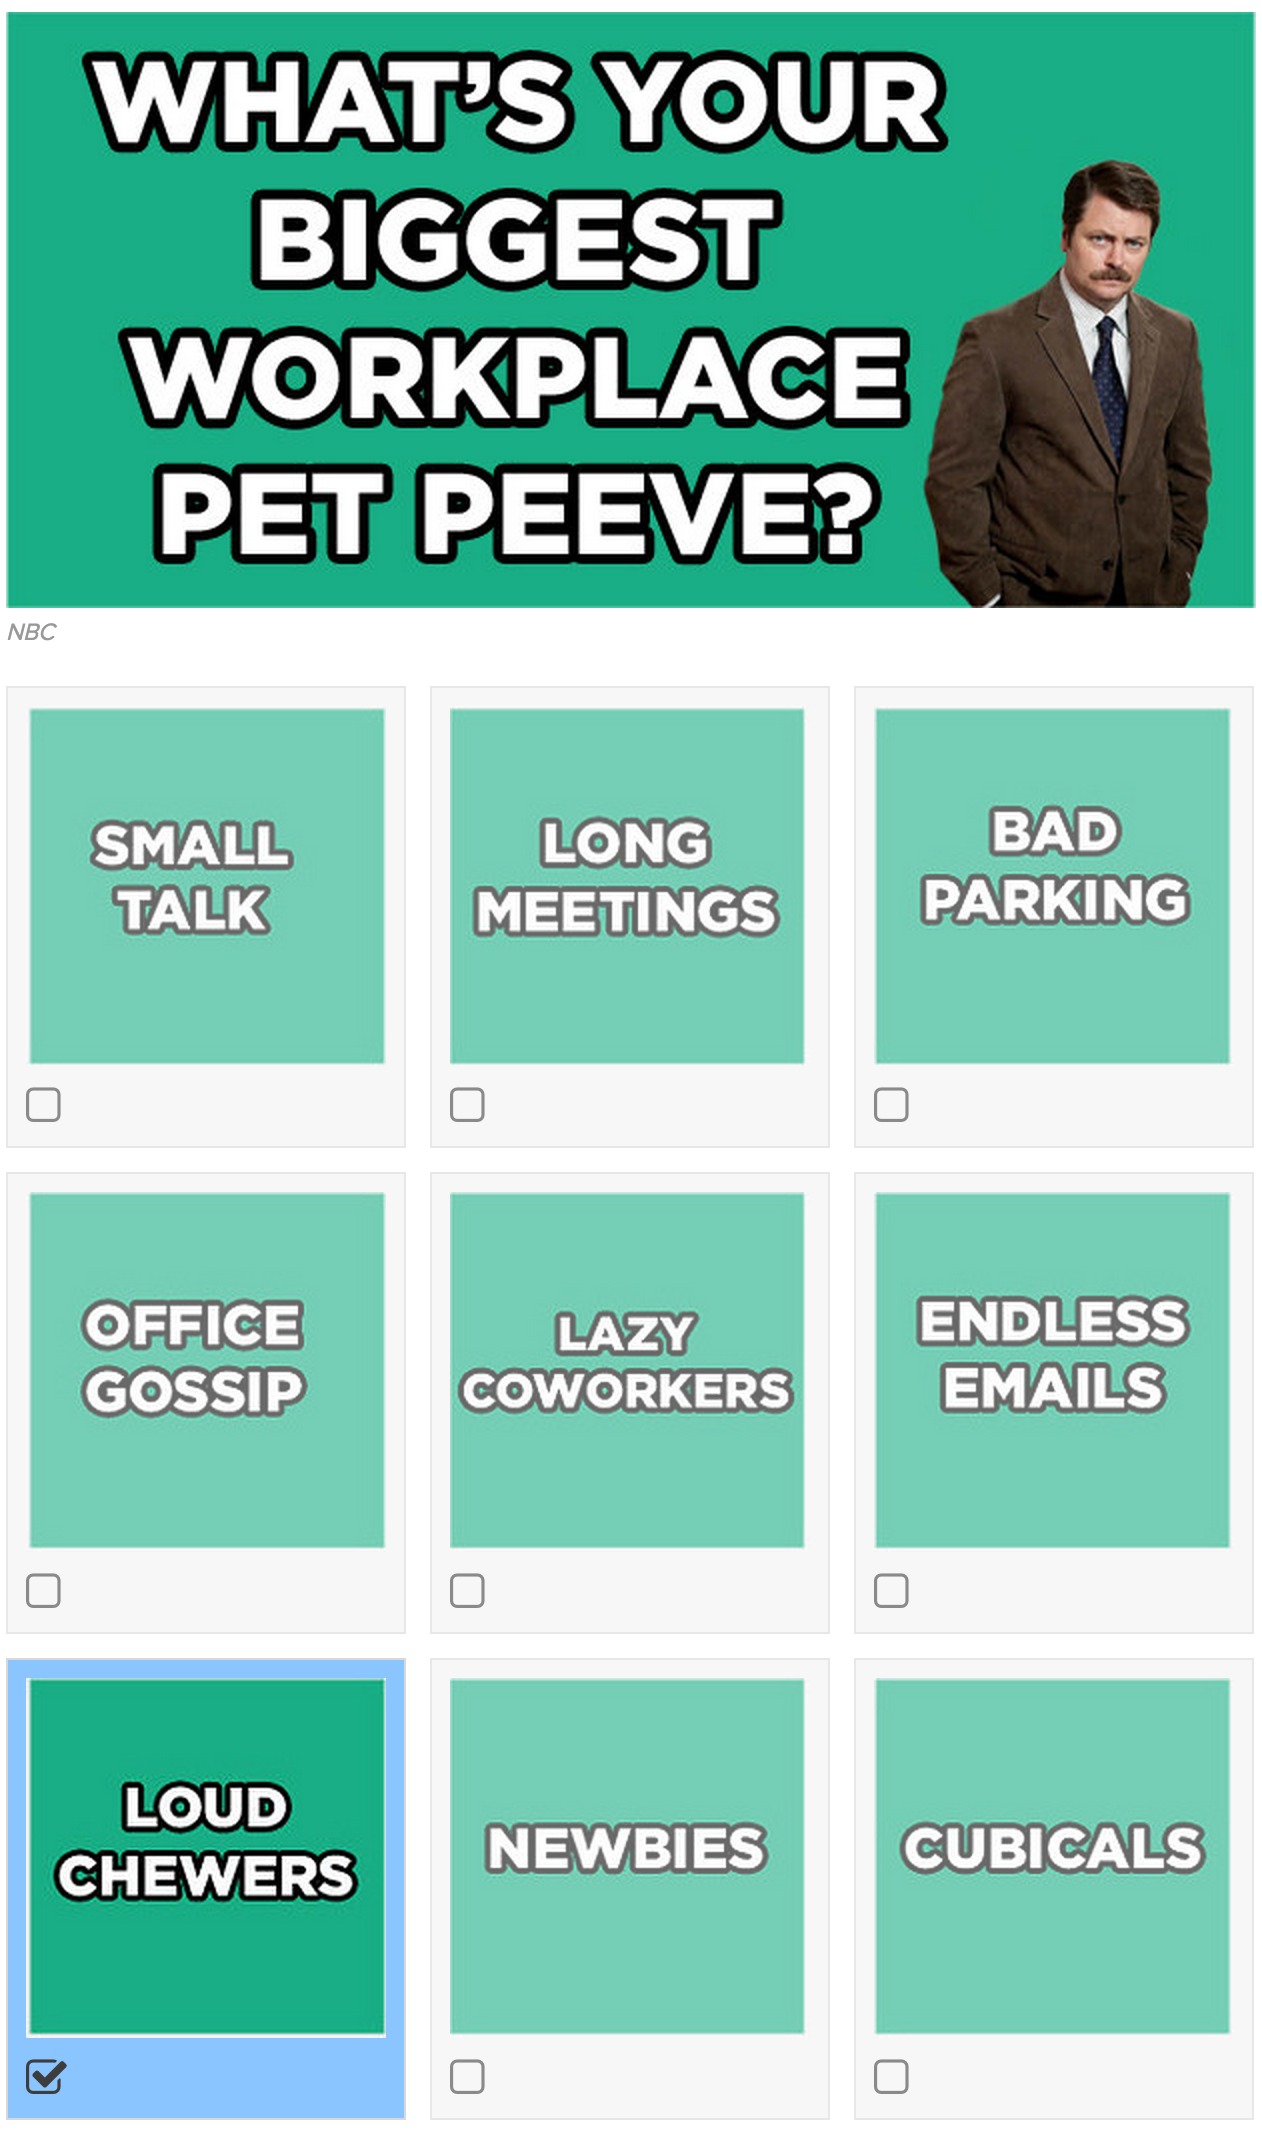 WHAT'S YOUR
BIGGEST
WORKPLACE
PET PEEVE?
NBC
SMALL
TALK
LONG
MEETINGS
BAD
PARKING
OFFICE
GOSSIP
LAZY
COWORKERS
ENDLESS
EMAILS
LOUD
CHEWERS
NEWBIES
CUBICALS